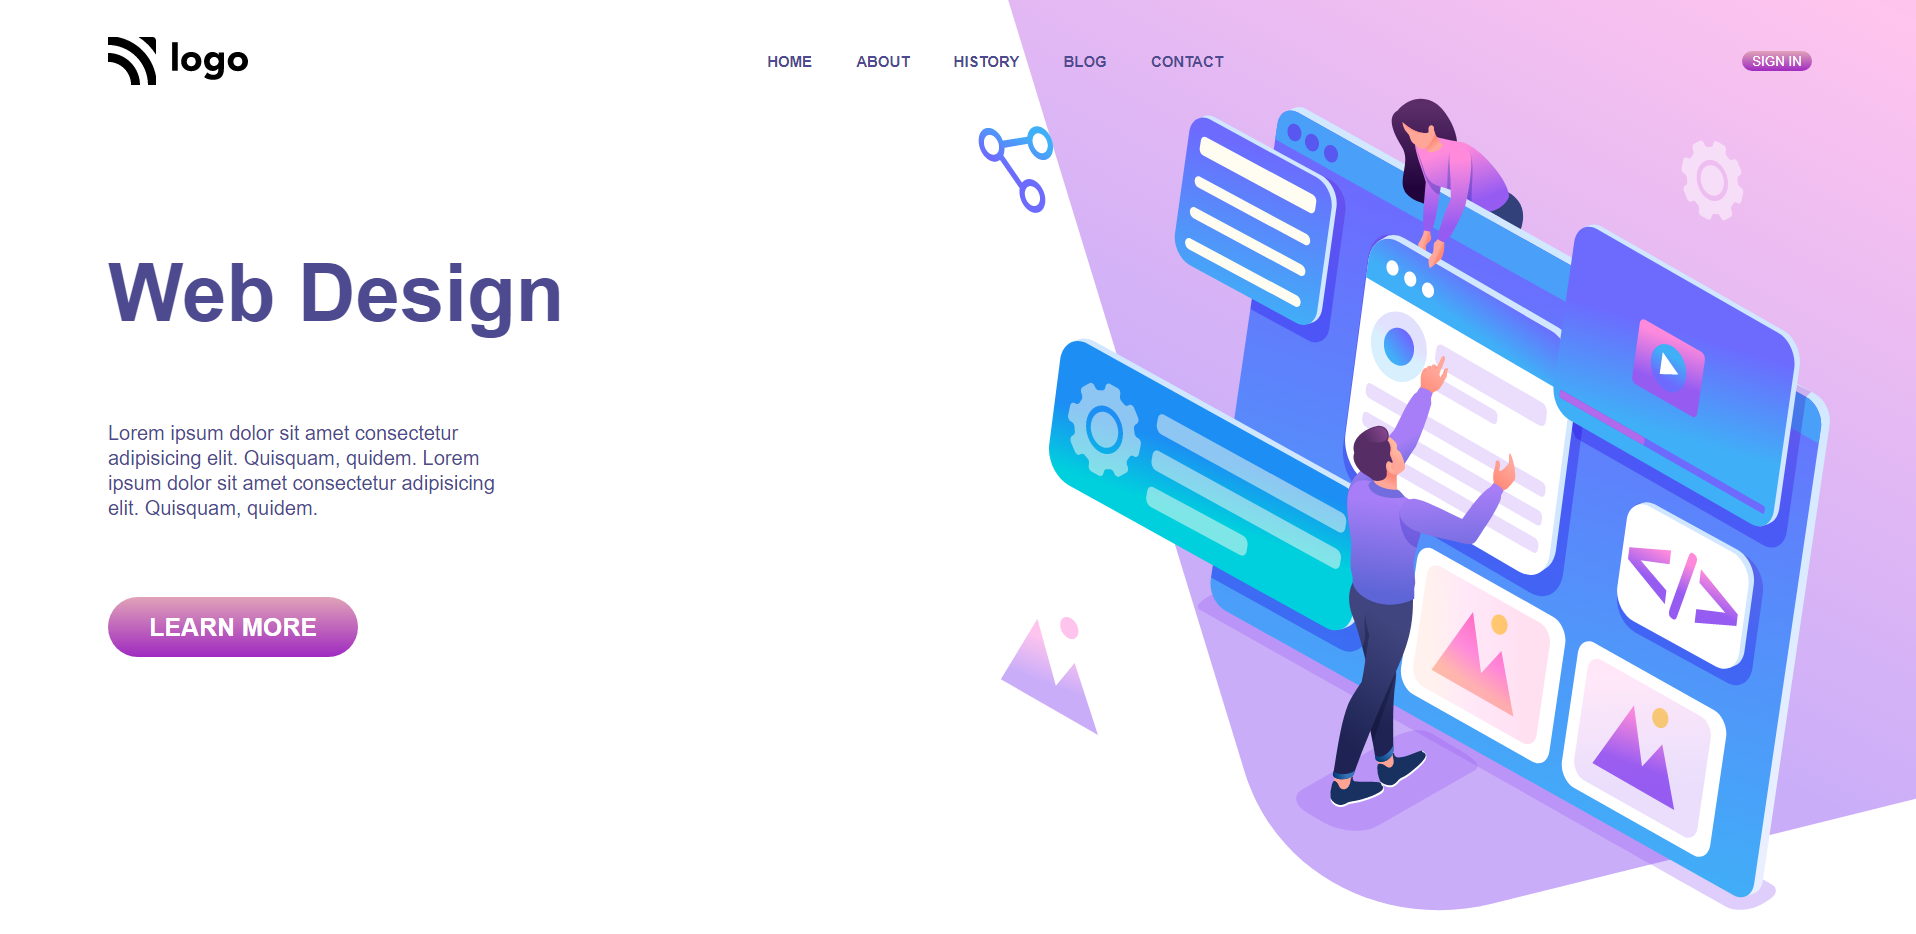 logo
HOME ABOUT HISTORY BLOG CONTACT
SIGN IN
Web Design
Lorem ipsum dolor sit amet consectetur
adipisicing elit. Quisquam, quidem. Lorem
ipsum dolor sit amet consectetur adipisicing
elit. Quisquam, quidem.
LEARN MORE
</>